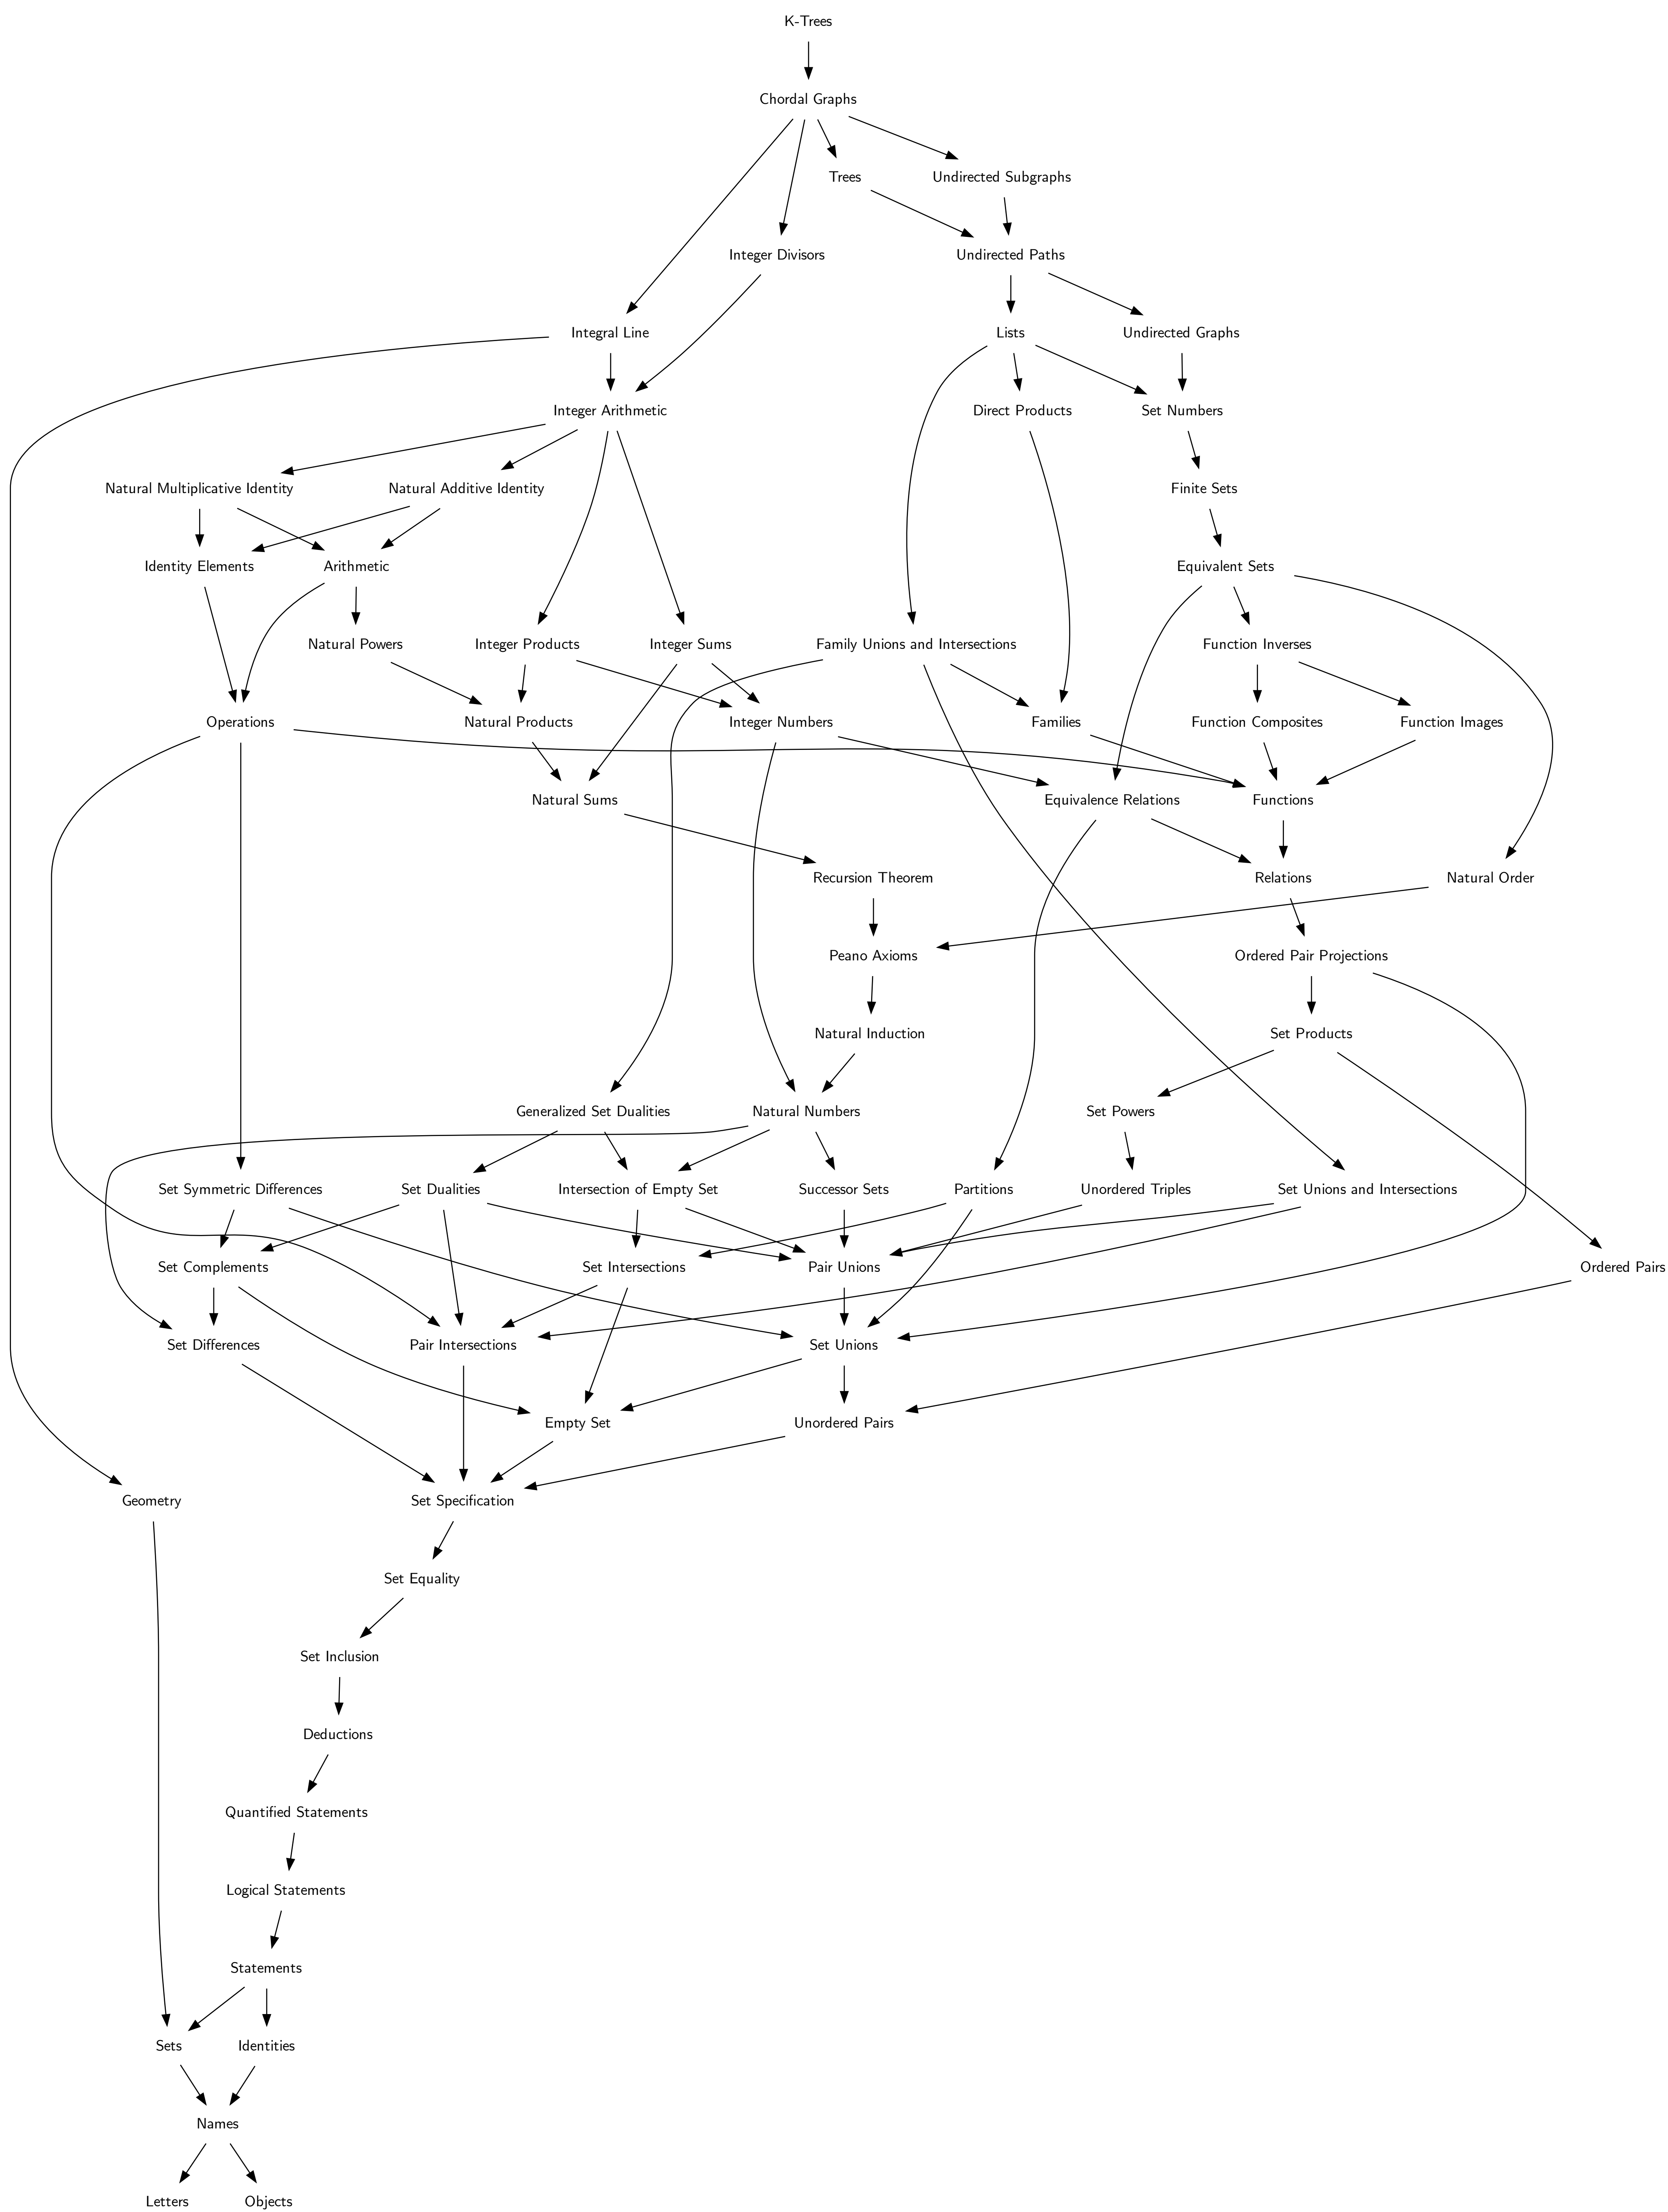 K-Trees
Chordal Graphs
Trees
Undirected Subgraphs
Integer Divisors
Undirected Paths
Integral Line
Lists
Undirected Graphs
Integer Arithmetic
Direct Products
Set Numbers
Natural Multiplicative Identity
Natural Additive Identity
Finite Sets
Identity Elements
Arithmetic
Equivalent Sets
Natural Powers
Integer Products
Integer Sums
Family Unions and Intersections
Function Inverses
Operations
Natural Products
Integer Numbers
Families
Function Composites
Function Images
Natural Sums
Equivalence Relations
Functions
Recursion Theorem
Relations
Natural Order
Peano Axioms
Ordered Pair Projections
Natural Induction
Set Products
Generalized Set Dualities
Natural Numbers
Set Powers
Set Symmetric Differences
Set Dualities
Intersection of Empty Set
Successor Sets
Partitions
Unordered Triples
Set Unions and Intersections
Set Complements
Set Intersections
Pair Unions
Ordered Pairs
Set Differences
Pair Intersections
Set Unions
Empty Set
Unordered Pairs
Geometry
Set Specification
Set Equality
Set Inclusion
Deductions
Quantified Statements
Logical Statements
Statements
Sets
Identities
Names
Letters
Objects